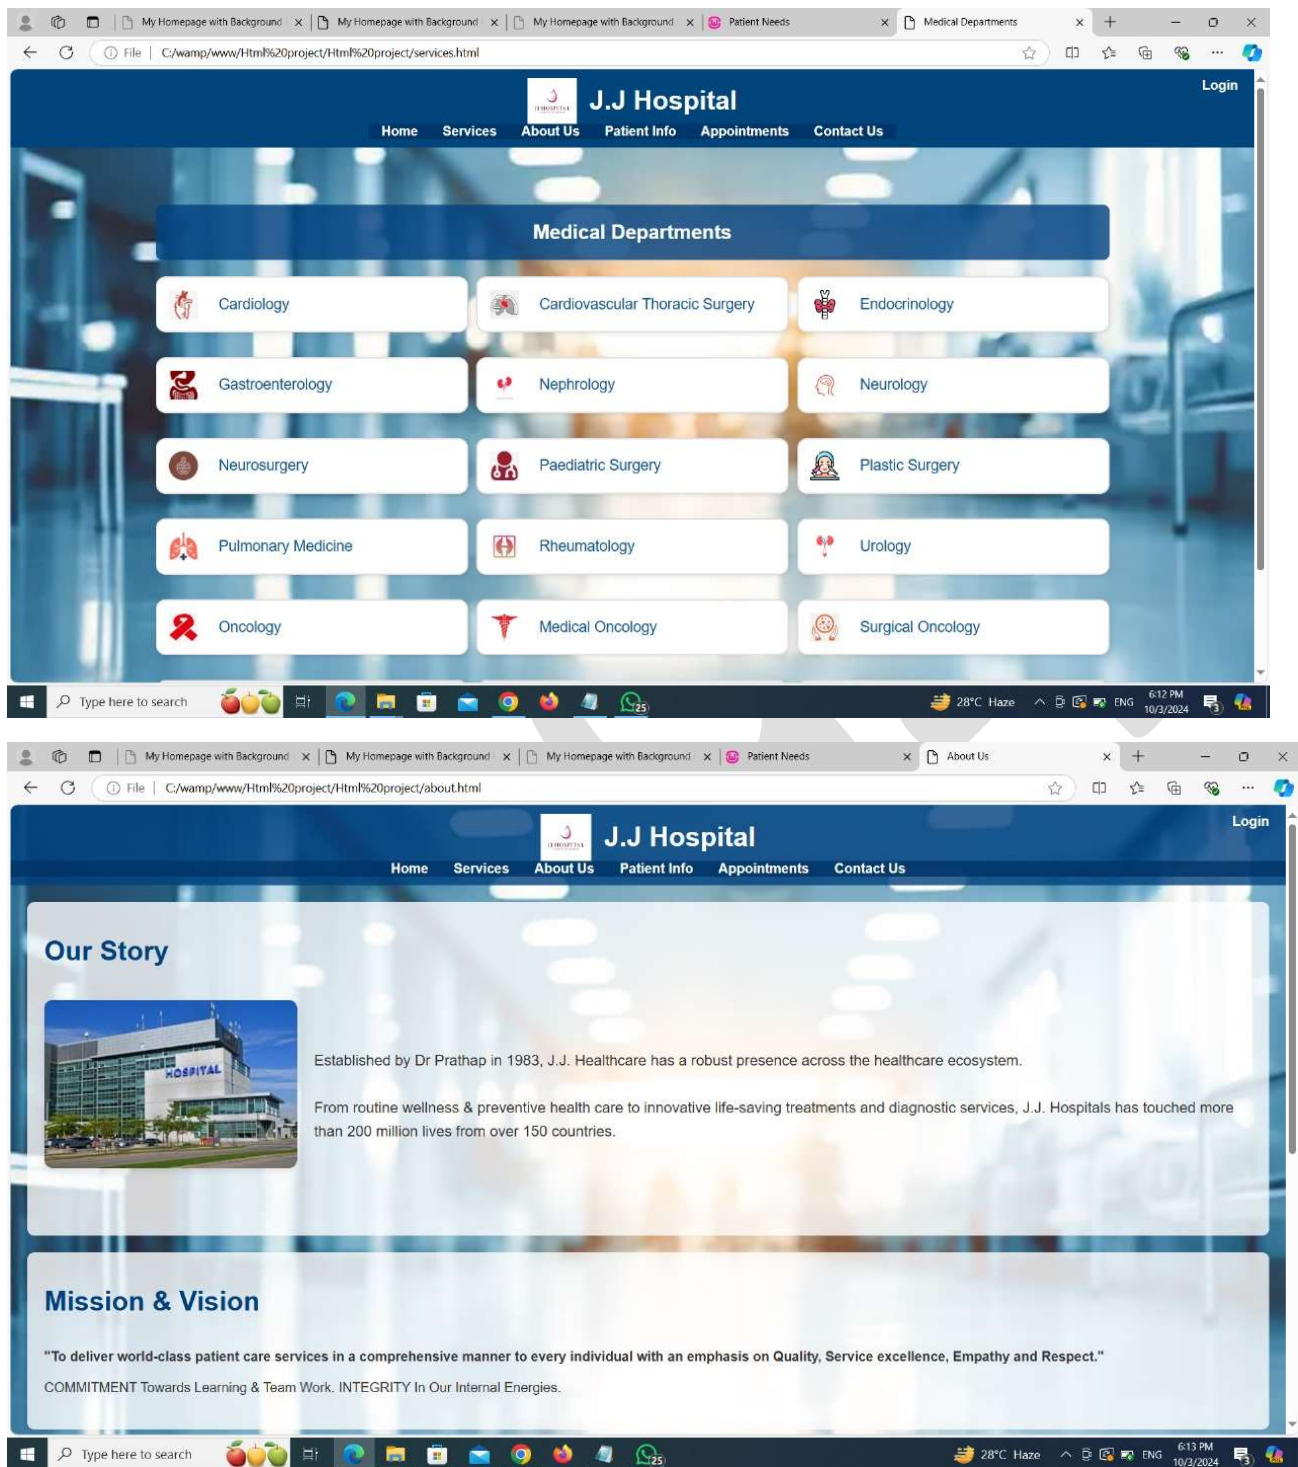 My Homepage with Background
My Homepage with Background
My Homepage with Background
Patient Needs
Medical Departments
File
C:/wamp/www/Html%20project/Html%20project/services.html
Login
J.J Hospital
Home Services About Us Patient Info Appointments Contact Us
Medical Departments
Cardiology
Cardiovascular Thoracic Surgery
Endocrinology
Gastroenterology
Nephrology
Neurology
Neurosurgery
Paediatric Surgery
Plastic Surgery
Pulmonary Medicine
Rheumatology
Urology
Oncology
Medical Oncology
Surgical Oncology
Type here to search
25
28°C Haze
ENG
6:12 PM
10/3/2024
3
My Homepage with Background
My Homepage with Background
My Homepage with Background
Patient Needs
About Us
File
C:/wamp/www/Html%20project/Html%20project/about.html
Login
J.J Hospital
Home Services About Us Patient Info Appointments Contact Us
Our Story
HOSPITAL
Established by Dr Prathap in 1983, J.J. Healthcare has a robust presence across the healthcare ecosystem.
From routine wellness & preventive health care to innovative life-saving treatments and diagnostic services, J.J. Hospitals has touched more
than 200 million lives from over 150 countries.
Mission & Vision
"To deliver world-class patient care services in a comprehensive manner to every individual with an emphasis on Quality, Service excellence, Empathy and Respect."
COMMITMENT Towards Learning & Team Work. INTEGRITY In Our Internal Energies.
Type here to search
25
28°C Haze
ENG
6:13 PM
10/3/2024
3